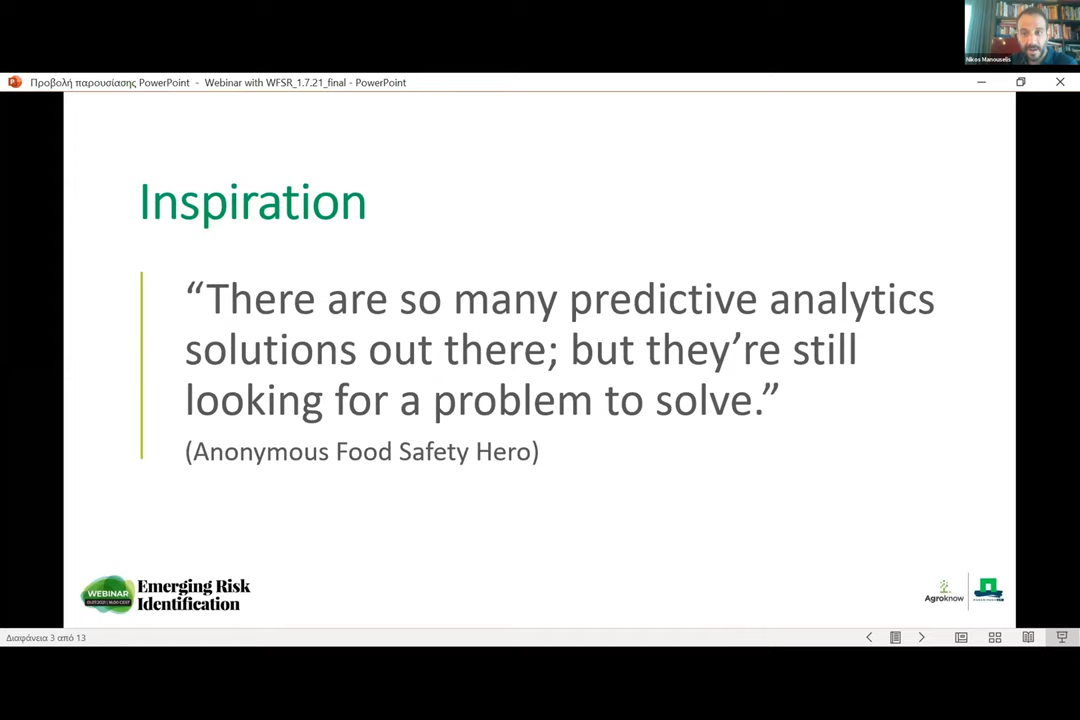 Nikos Manouselis
Προβολή παρουσίασης PowerPoint - Webinar with WFSR_1.7.21_final - PowerPoint
Inspiration
“There are so many predictive analytics
solutions out there; but they’re still
looking for a problem to solve.”
(Anonymous Food Safety Hero)
WEBINAR
Emerging Risk
Identification
Agroknow
Διαφάνεια 3 από 13